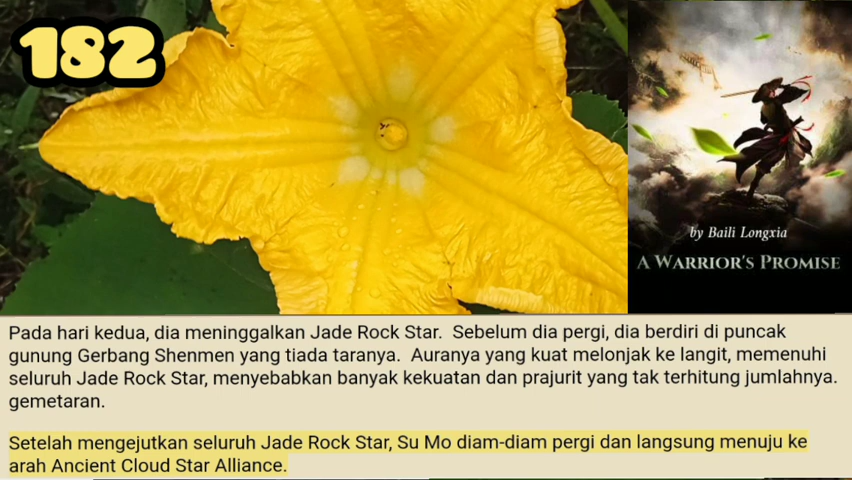 182
by Baili Longxia
A WARRIOR'S PROMISE
Pada hari kedua, dia meninggalkan Jade Rock Star.  Sebelum dia pergi, dia berdiri di puncak
gunung Gerbang Shenmen yang tiada taranya.  Auranya yang kuat melonjak ke langit, memenuhi
seluruh Jade Rock Star, menyebabkan banyak kekuatan dan prajurit yang tak terhitung jumlahnya.
gemetaran.
Setelah mengejutkan seluruh Jade Rock Star, Su Mo diam-diam pergi dan langsung menuju ke
arah Ancient Cloud Star Alliance.